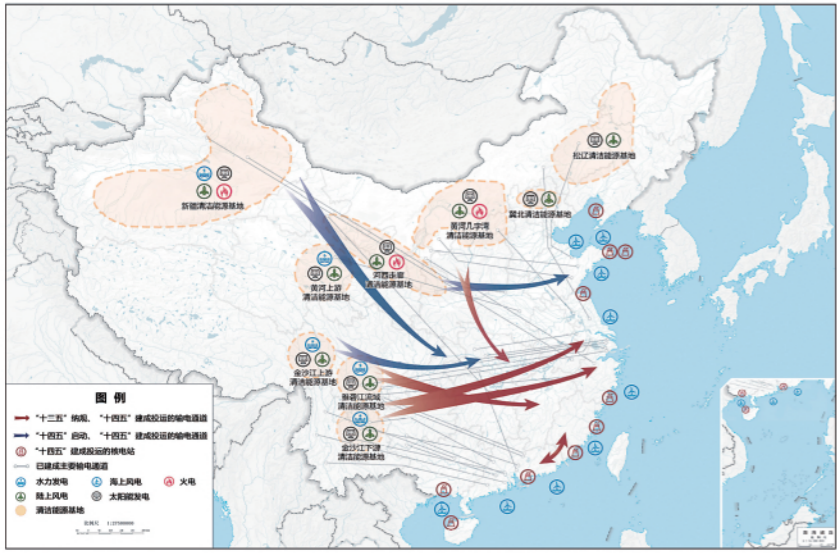 新疆清洁能源基地
松辽清洁能源基地
冀北清洁能源基地
黄河几字湾
清洁能源基地
河西走廊
清洁能源基地
黄河上游
清洁能源基地
金沙江上游
清洁能源基地
雅砻江流域
清洁能源基地
金沙江下游
清洁能源基地
图 例
“十三五”纳规、“十四五”建成投运的输电通道
“十四五”启动、“十四五”建成投运的输电通道
“十四五”建成投运的核电站
已建成主要输电通道
水力发电
海上风电
火电
陆上风电
太阳能发电
清洁能源基地